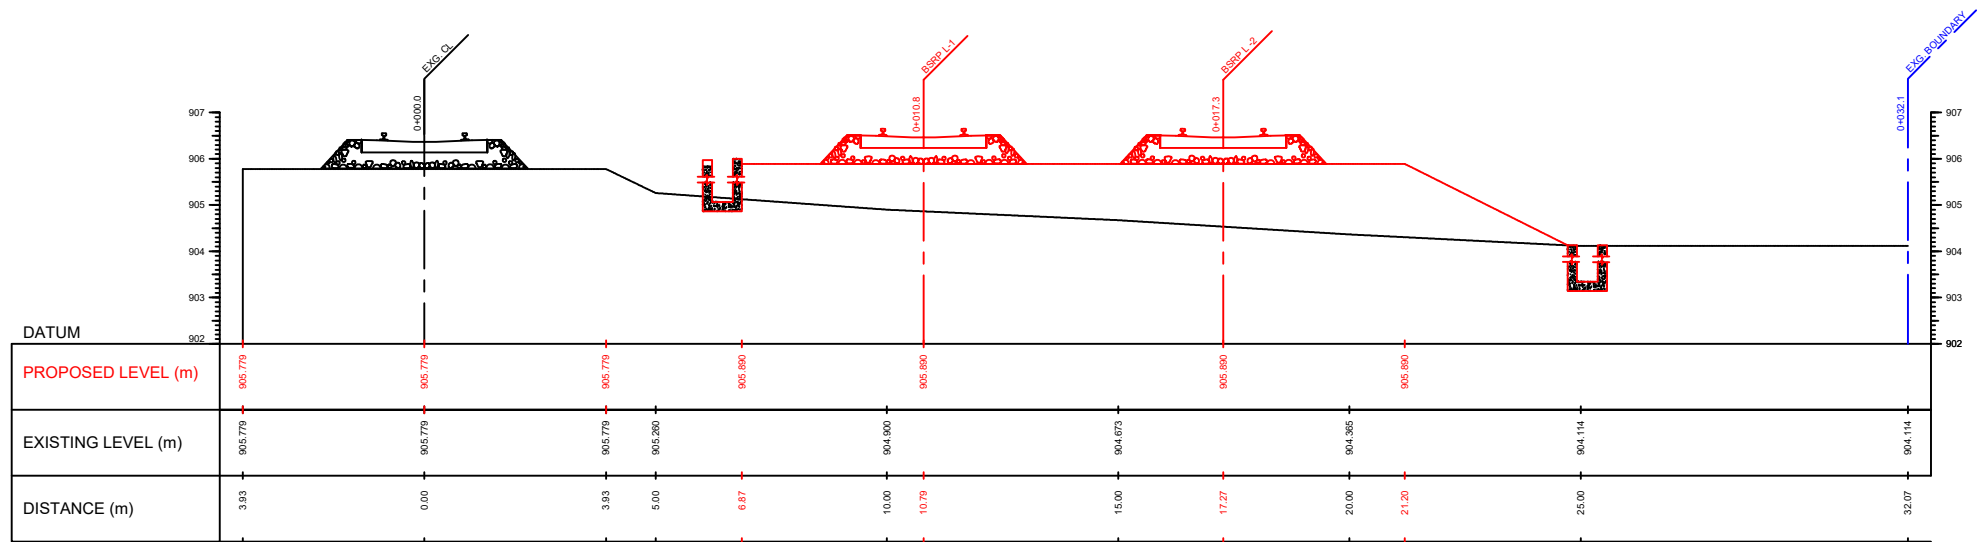 EXG. CL
BSRP L-1
BSRP L -2
EXG. BOUNDARY
0+000.0
0+010.8
0+017.3
0+032.1
907
906
905
904
903
902
907
906
905
904
903
902
DATUM
PROPOSED LEVEL (m)
905.779 905.779 905.779 905.890 905.890 905.890 905.890
EXISTING LEVEL (m)
905.779 905.779 905.779 905.260 904.900 904.673 904.365 904.114 904.114
DISTANCE (m)
3.93 0.00 3.93 5.00 6.87 10.00 10.79 15.00 17.27 20.00 21.20 25.00 32.07